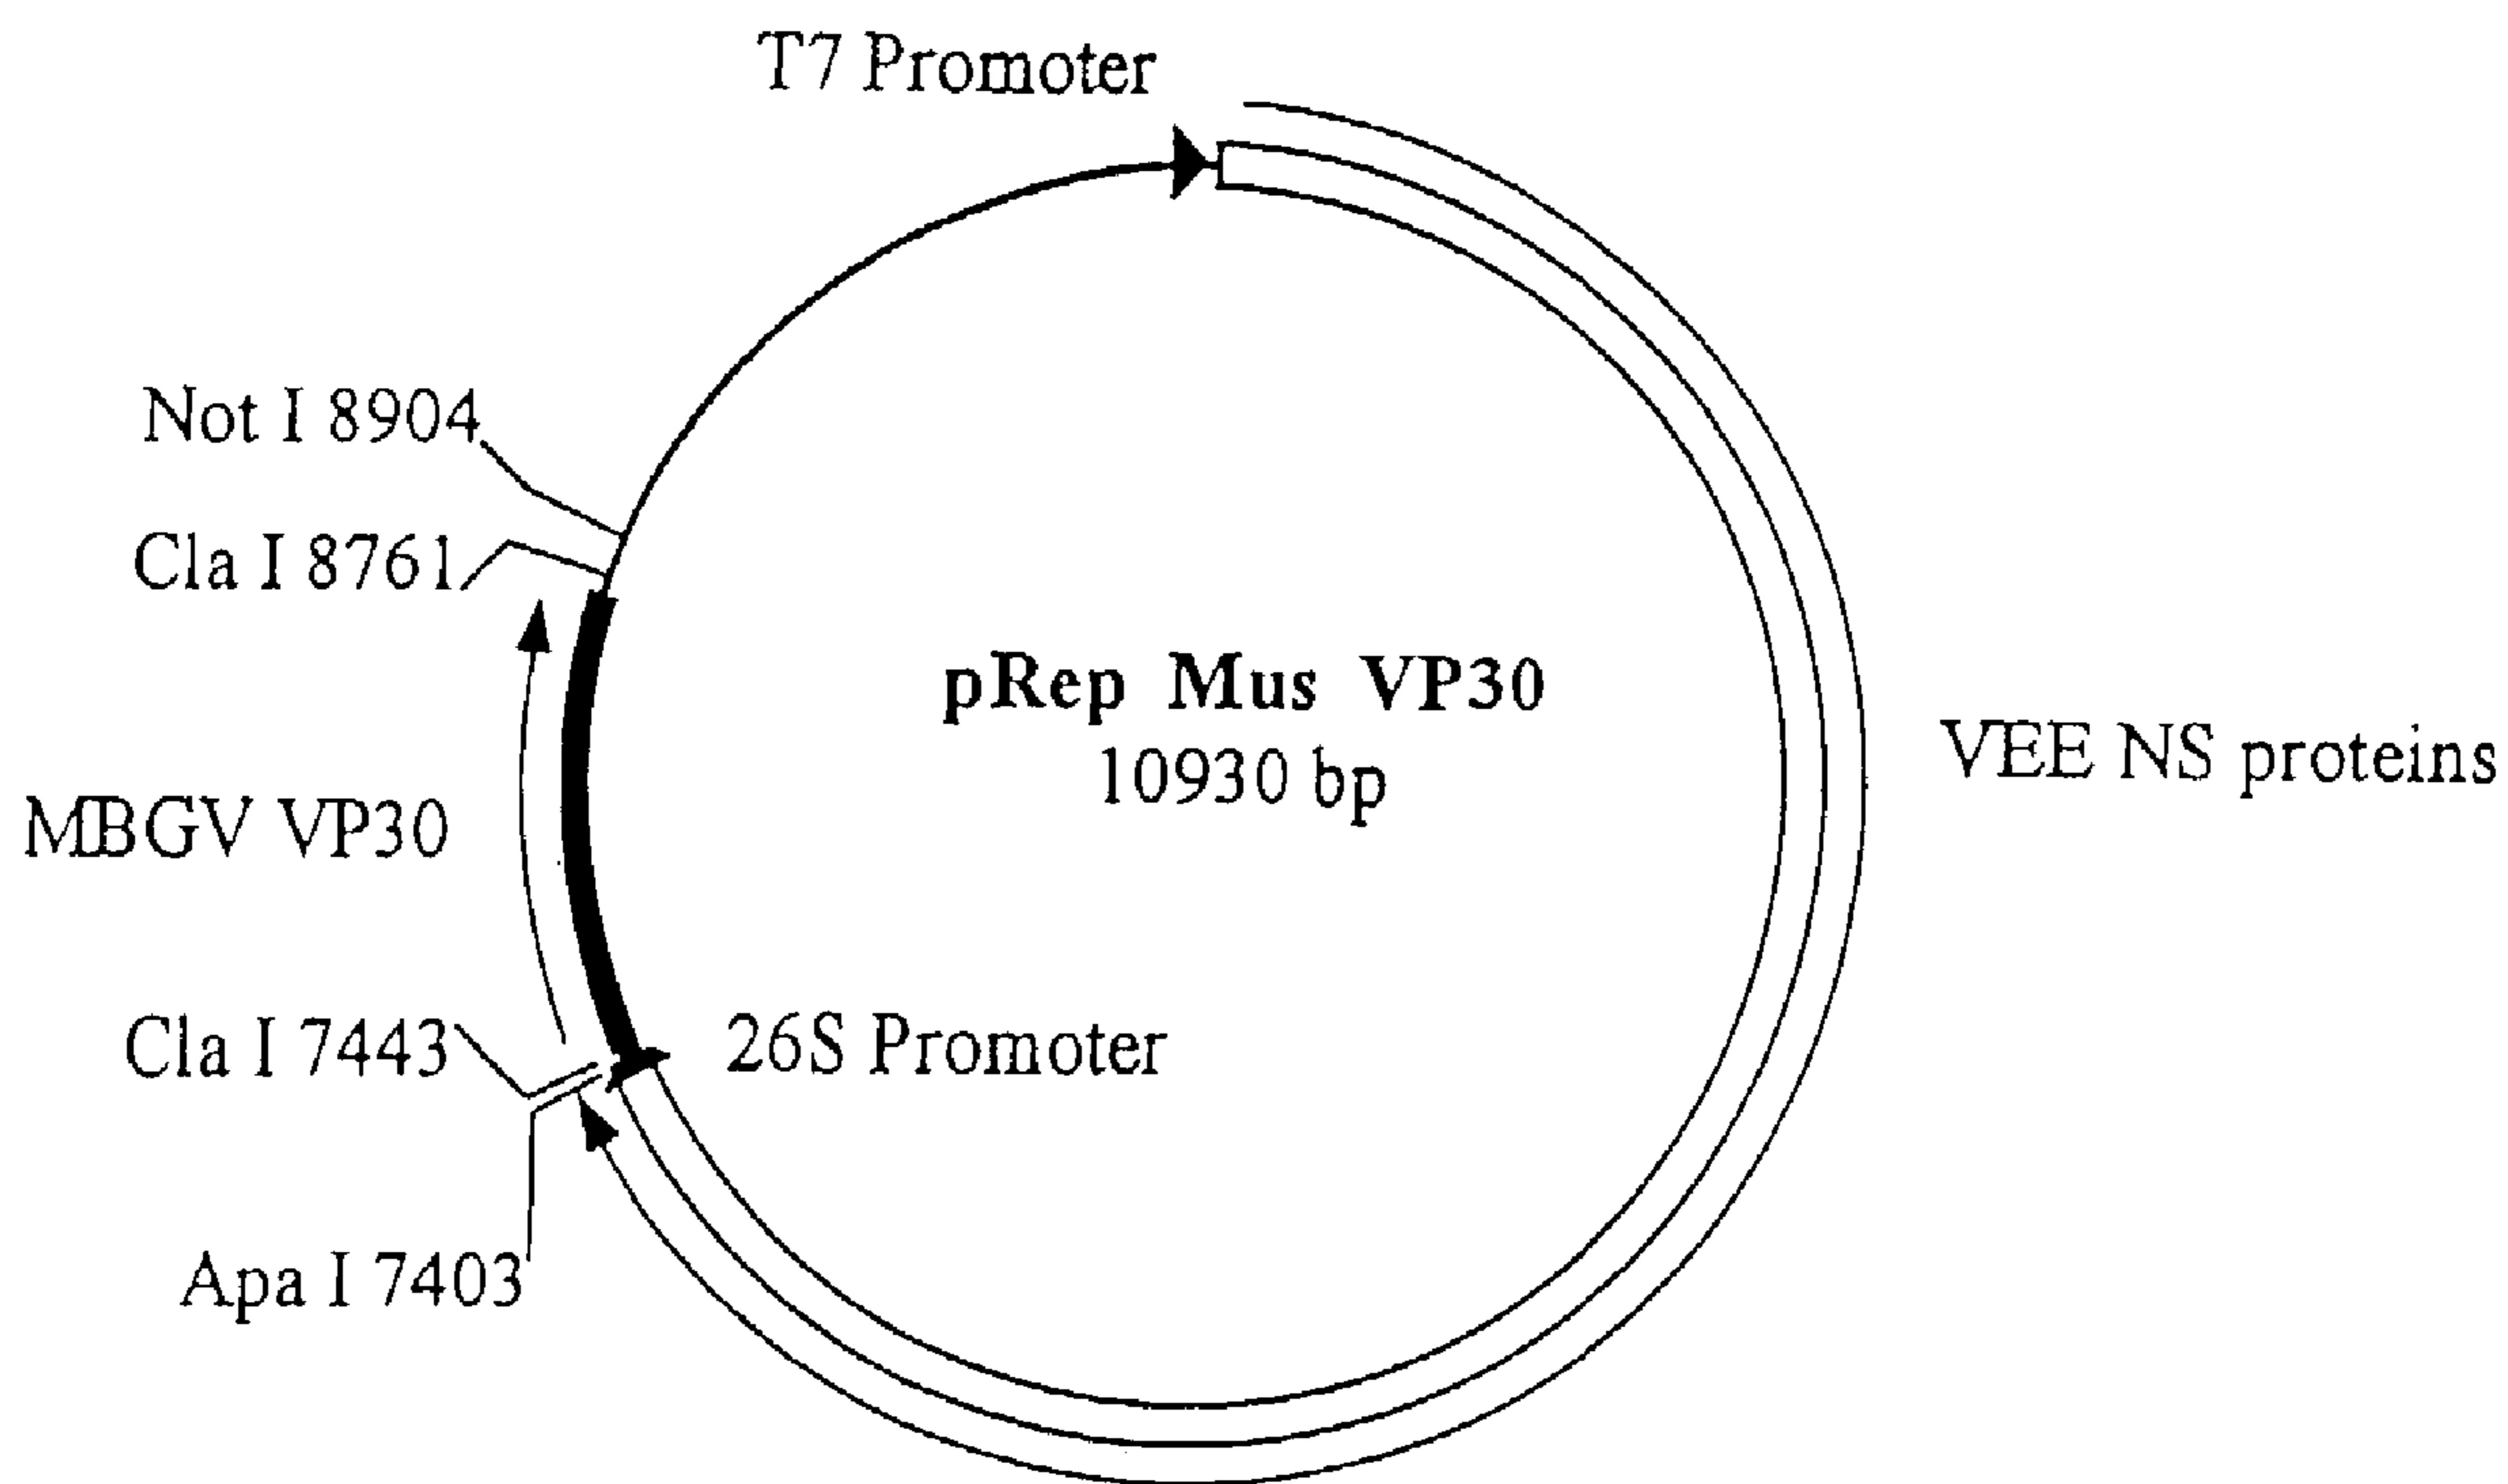 T7 Promoter
Not I 8904
Cla I 8761
pRep Mus VP30
10930 bp
VEE NS proteins
MBGV VP30
Cla I 7443
26S Promoter
Apa I 7403